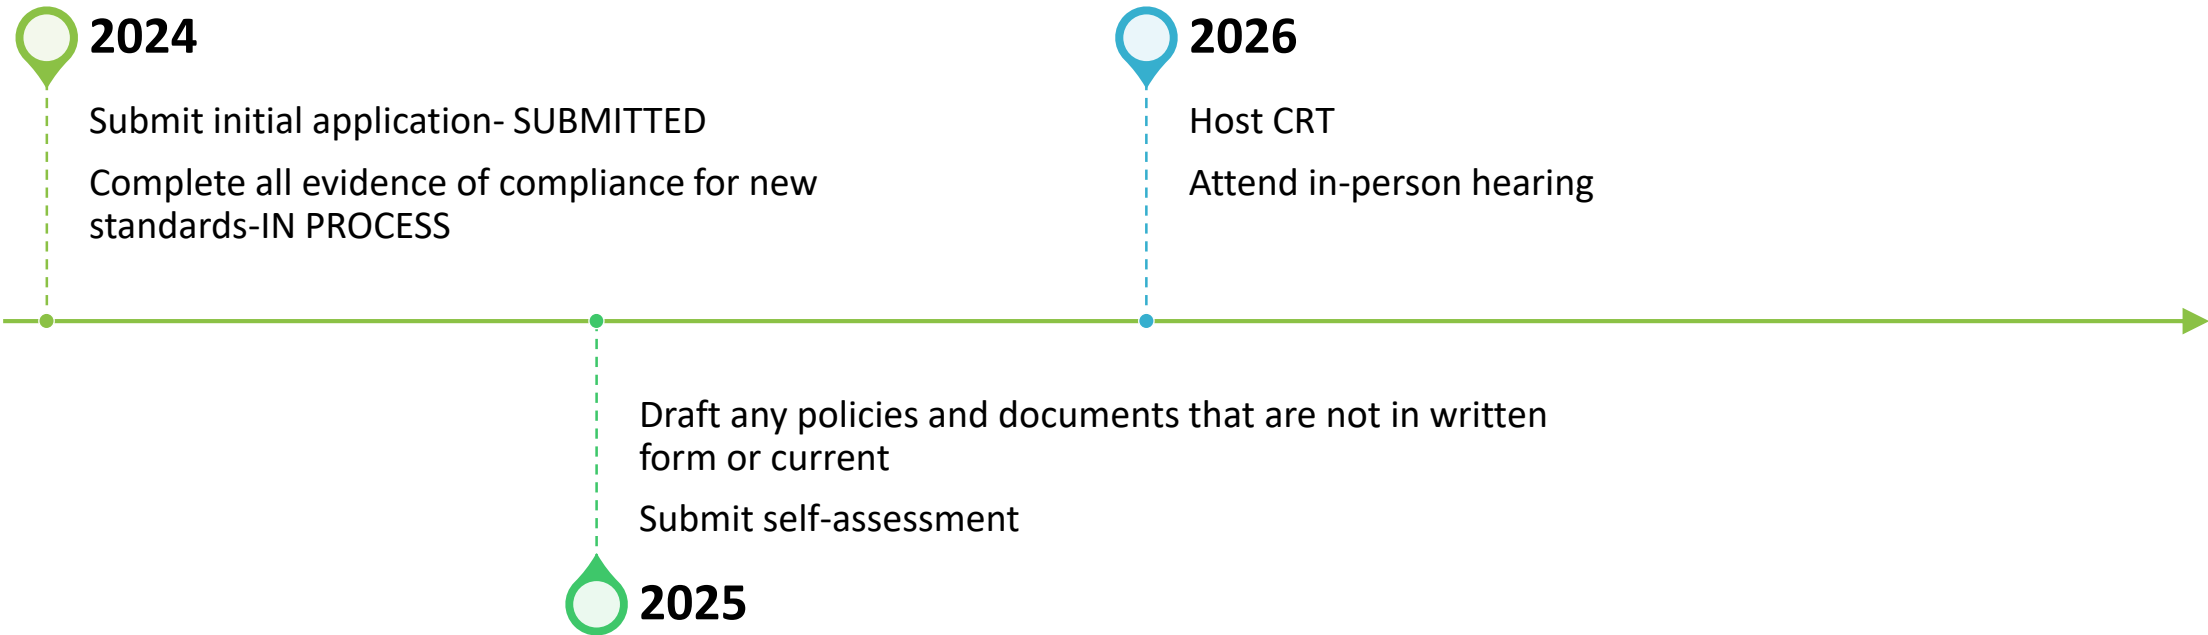 2024
Submit initial application- SUBMITTED
Complete all evidence of compliance for new
standards-IN PROCESS
2026
Host CRT
Attend in-person hearing
Draft any policies and documents that are not in written
form or current
Submit self-assessment
2025